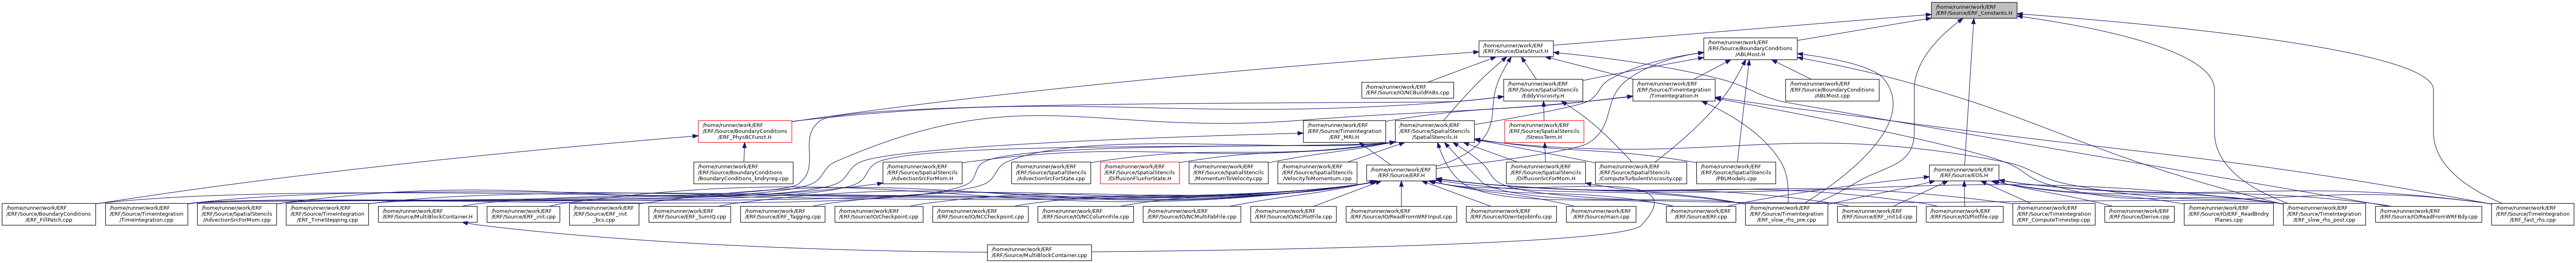 /home/runner/work/ERF
/ERF/Source/ERF_Constants.H
/home/runner/work/ERF
/ERF/Source/DataStruct.H
/home/runner/work/ERF
/ERF/Source/BoundaryConditions
/ABLMost.H
/home/runner/work/ERF
/ERF/Source/IO/NCBuildFABs.cpp
/home/runner/work/ERF
/ERF/Source/SpatialStencils
/EddyViscosity.H
/home/runner/work/ERF
/ERF/Source/TimeIntegration
/TimeIntegration.H
/home/runner/work/ERF
/ERF/Source/BoundaryConditions
/ABLMost.cpp
/home/runner/work/ERF
/ERF/Source/BoundaryConditions
/ERF_PhysBCFunct.H
/home/runner/work/ERF
/ERF/Source/TimeIntegration
/ERF_MRI.H
/home/runner/work/ERF
/ERF/Source/SpatialStencils
/SpatialStencils.H
/home/runner/work/ERF
/ERF/Source/SpatialStencils
/StressTerm.H
/home/runner/work/ERF
/ERF/Source/BoundaryConditions
/BoundaryConditions_bndryreg.cpp
/home/runner/work/ERF
/ERF/Source/SpatialStencils
/AdvectionSrcForMom.H
/home/runner/work/ERF
/ERF/Source/SpatialStencils
/AdvectionSrcForState.cpp
/home/runner/work/ERF
/ERF/Source/SpatialStencils
/DiffusionFluxForState.H
/home/runner/work/ERF
/ERF/Source/SpatialStencils
/MomentumToVelocity.cpp
/home/runner/work/ERF
/ERF/Source/SpatialStencils
/VelocityToMomentum.cpp
/home/runner/work/ERF
/ERF/Source/ERF.H
/home/runner/work/ERF
/ERF/Source/SpatialStencils
/DiffusionSrcForMom.H
/home/runner/work/ERF
/ERF/Source/SpatialStencils
/ComputeTurbulentViscosity.cpp
/home/runner/work/ERF
/ERF/Source/SpatialStencils
/PBLModels.cpp
/home/runner/work/ERF
/ERF/Source/EOS.H
/home/runner/work/ERF
/ERF/Source/BoundaryConditions
/ERF_FillPatch.cpp
/home/runner/work/ERF
/ERF/Source/TimeIntegration
/TimeIntegration.cpp
/home/runner/work/ERF
/ERF/Source/SpatialStencils
/AdvectionSrcForMom.cpp
/home/runner/work/ERF
/ERF/Source/TimeIntegration
/ERF_TimeStepping.cpp
/home/runner/work/ERF
/ERF/Source/MultiBlockContainer.H
/home/runner/work/ERF
/ERF/Source/ERF_init.cpp
/home/runner/work/ERF
/ERF/Source/ERF_init
_bcs.cpp
/home/runner/work/ERF
/ERF/Source/ERF_SumIQ.cpp
/home/runner/work/ERF
/ERF/Source/ERF_Tagging.cpp
/home/runner/work/ERF
/ERF/Source/IO/Checkpoint.cpp
/home/runner/work/ERF
/ERF/Source/IO/NCCheckpoint.cpp
/home/runner/work/ERF
/ERF/Source/IO/NCColumnFile.cpp
/home/runner/work/ERF
/ERF/Source/IO/NCMultiFabFile.cpp
/home/runner/work/ERF
/ERF/Source/IO/NCPlotFile.cpp
/home/runner/work/ERF
/ERF/Source/IO/ReadFromWRFInput.cpp
/home/runner/work/ERF
/ERF/Source/IO/writeJobInfo.cpp
/home/runner/work/ERF
/ERF/Source/main.cpp
/home/runner/work/ERF
/ERF/Source/ERF.cpp
/home/runner/work/ERF
/ERF/Source/TimeIntegration
/ERF_slow_rhs_pre.cpp
/home/runner/work/ERF
/ERF/Source/ERF_init1d.cpp
/home/runner/work/ERF
/ERF/Source/IO/Plotfile.cpp
/home/runner/work/ERF
/ERF/Source/TimeIntegration
/ERF_ComputeTimestep.cpp
/home/runner/work/ERF
/ERF/Source/Derive.cpp
/home/runner/work/ERF
/ERF/Source/IO/ERF_ReadBndry
Planes.cpp
/home/runner/work/ERF
/ERF/Source/TimeIntegration
/ERF_slow_rhs_post.cpp
/home/runner/work/ERF
/ERF/Source/IO/ReadFromWRFBdy.cpp
/home/runner/work/ERF
/ERF/Source/TimeIntegration
/ERF_fast_rhs.cpp
/home/runner/work/ERF
/ERF/Source/MultiBlockContainer.cpp